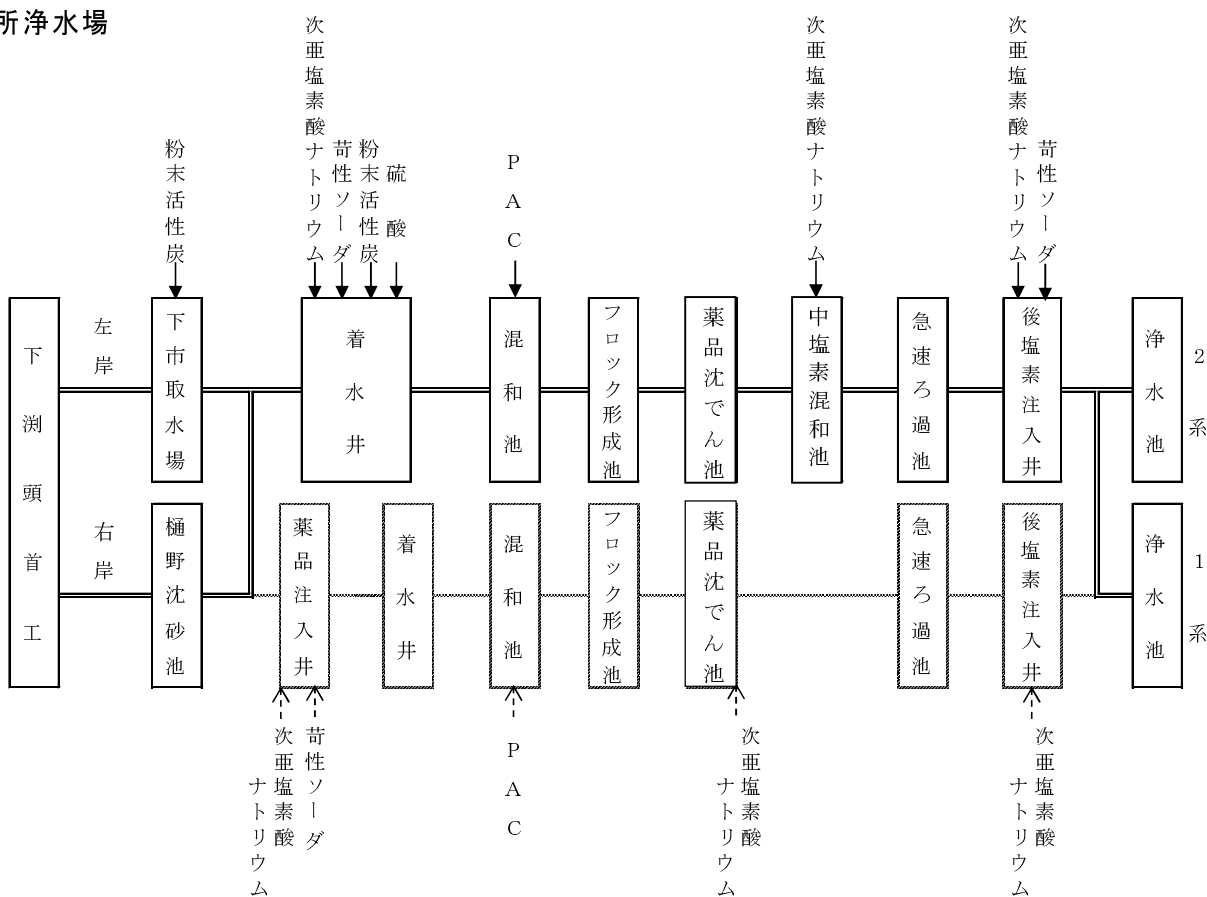 所浄水場
粉末活性炭
次亜塩素酸ナトリウム
苛性ソーダ
粉末活性炭
硫酸
PAC
次亜塩素酸ナトリウム
次亜塩素酸ナトリウム
苛性ソーダ
下渕頭首工
左岸
下市取水場
着水井
混和池
フロック形成池
薬品沈でん池
中塩素混和池
急速ろ過池
後塩素注入井
浄水池
2系
右岸
樋野沈砂池
薬品注入井
着水井
混和池
フロック形成池
薬品沈でん池
急速ろ過池
後塩素注入井
浄水池
1系
次亜塩素酸
ナトリウム
苛性ソーダ
PAC
次亜塩素酸
ナトリウム
次亜塩素酸
ナトリウム